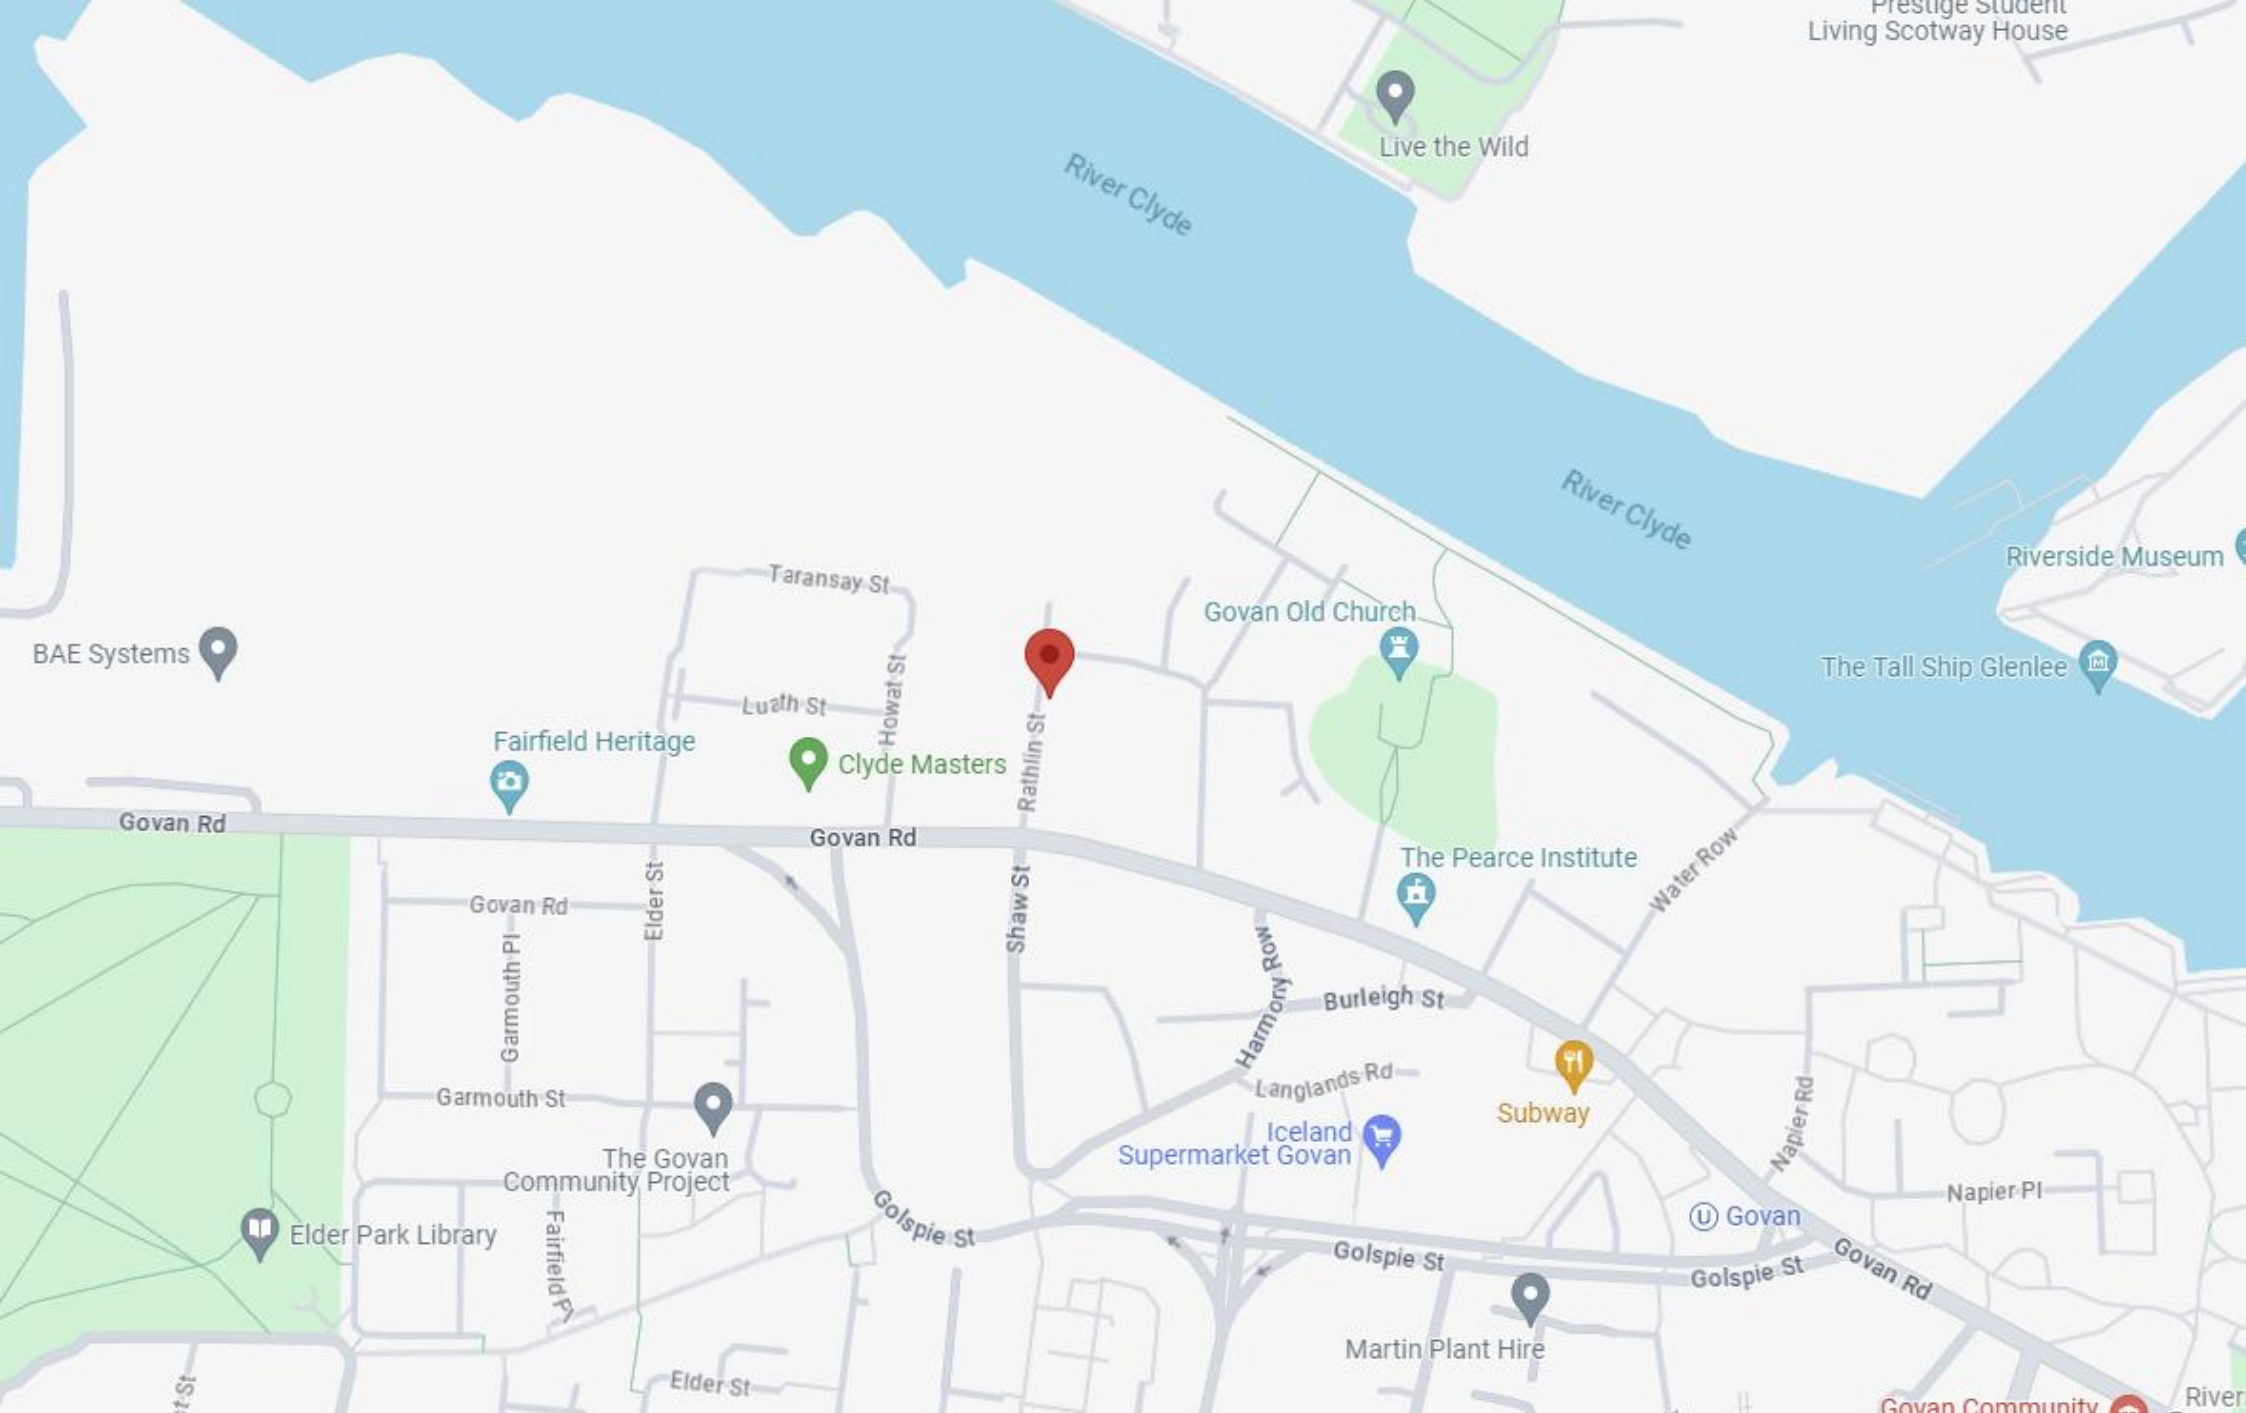 Prestige Student
Living Scotway House
Live the Wild
River Clyde
River Clyde
Riverside Museum
Taransay St
Govan Old Church
BAE Systems
The Tall Ship Glenlee
Luath St
Howat St
Rathlin St
Fairfield Heritage
Clyde Masters
Govan Rd
Govan Rd
The Pearce Institute
Water Row
Elder St
Shaw St
Govan Rd
Garmouth Pl
Harmony Row
Burleigh St
Langlands Rd
Garmouth St
Subway
Napier Rd
Iceland
Supermarket Govan
The Govan
Community Project
Napier Pl
Govan
Elder Park Library
Fairfield Pl
Golspie St
Golspie St
Golspie St
Govan Rd
Martin Plant Hire
Elder St
River
Govan Community